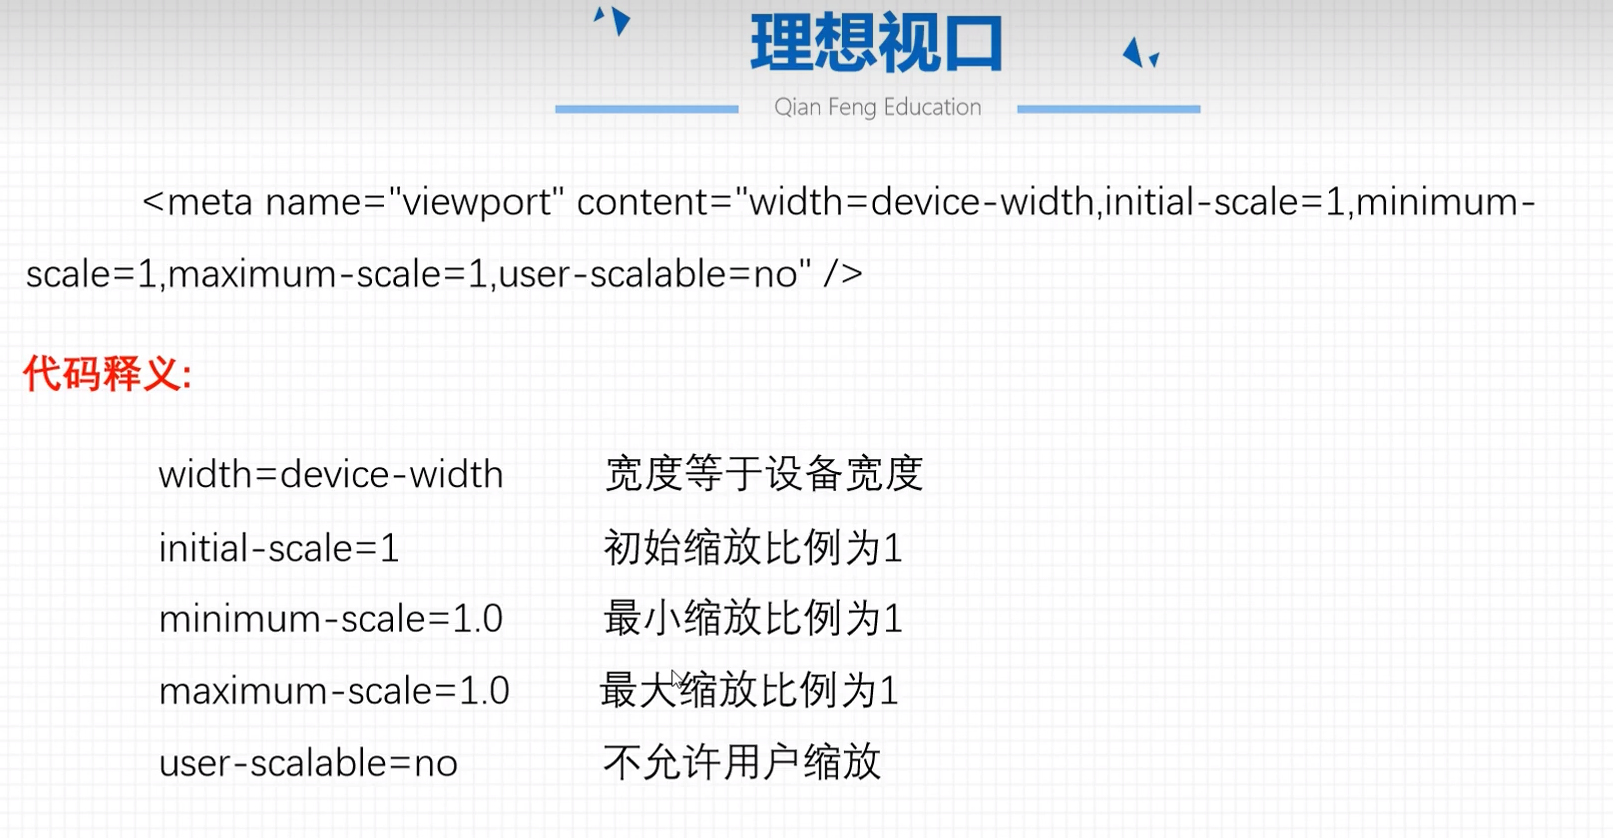 理想视口
Qian Feng Education
<meta name="viewport" content="width=device-width,initial-scale=1,minimum-
scale=1,maximum-scale=1,user-scalable=no" />
代码释义:
width=device-width 宽度等于设备宽度
initial-scale=1 初始缩放比例为1
minimum-scale=1.0 最小缩放比例为1
maximum-scale=1.0 最大缩放比例为1
user-scalable=no 不允许用户缩放